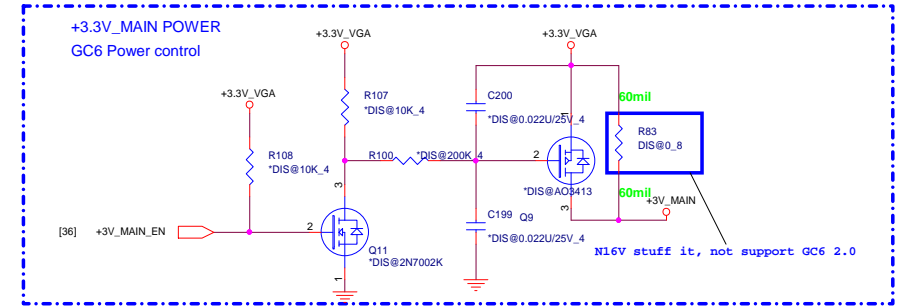 +3.3V_MAIN POWER
GC6 Power control
+3.3V_VGA
+3.3V_VGA
+3.3V_VGA
R107
*DIS@10K_4
C200
*DIS@0.022U/25V_4
60mil
R108
*DIS@10K_4
R100
*DIS@200K_4
R83
DIS@0_8
1
2
3
*DIS@AO3413
Q9
60mil
+3V_MAIN
[36]
+3V_MAIN_EN
3
2
1
Q11
*DIS@2N7002K
C199
*DIS@0.022U/25V_4
N16V stuff it, not support GC6 2.0